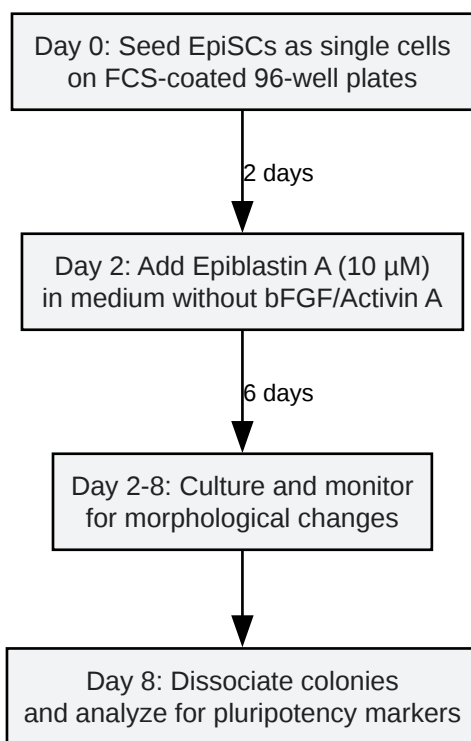 Day 0: Seed EpiSCs as single cells
on FCS-coated 96-well plates
2 days
Day 2: Add Epiblastin A (10 µM)
in medium without bFGF/Activin A
6 days
Day 2-8: Culture and monitor
for morphological changes
Day 8: Dissociate colonies
and analyze for pluripotency markers